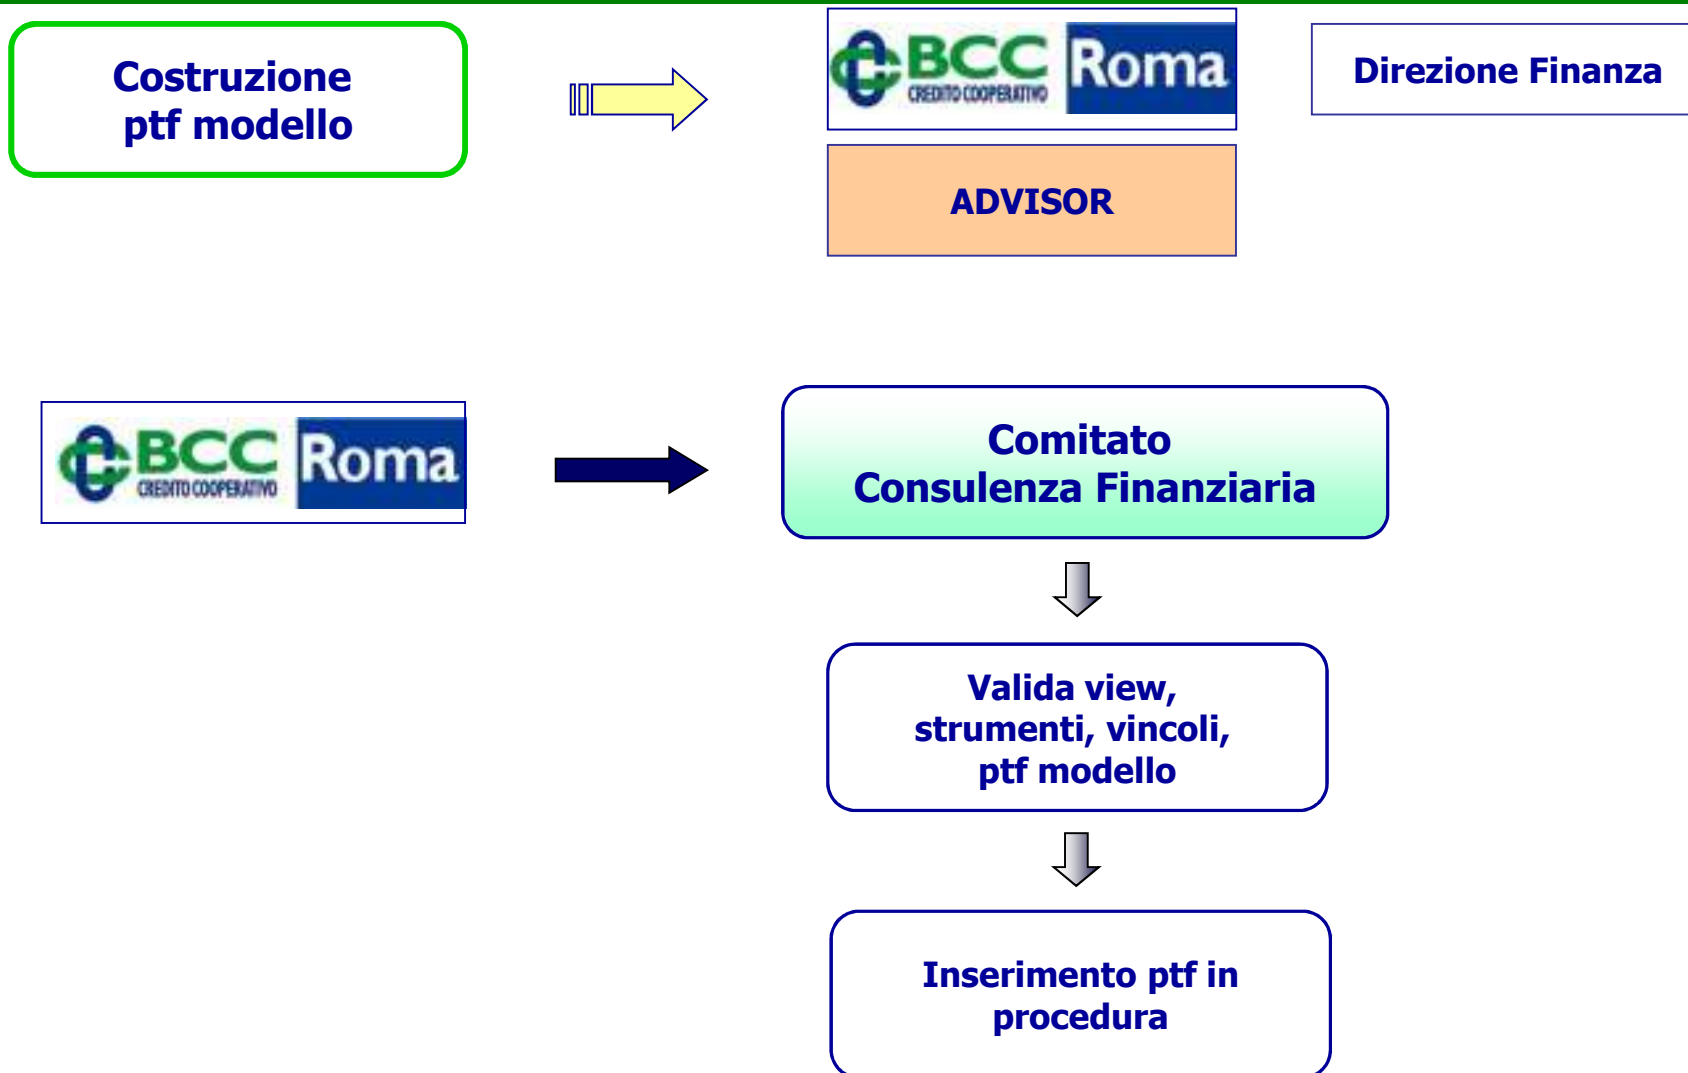 Costruzione
ptf modello
BCC
CREDITO COOPERATIVO
Roma
Direzione Finanza
ADVISOR
BCC
CREDITO COOPERATIVO
Roma
Comitato
Consulenza Finanziaria
Valida view,
strumenti, vincoli,
ptf modello
Inserimento ptf in
procedura